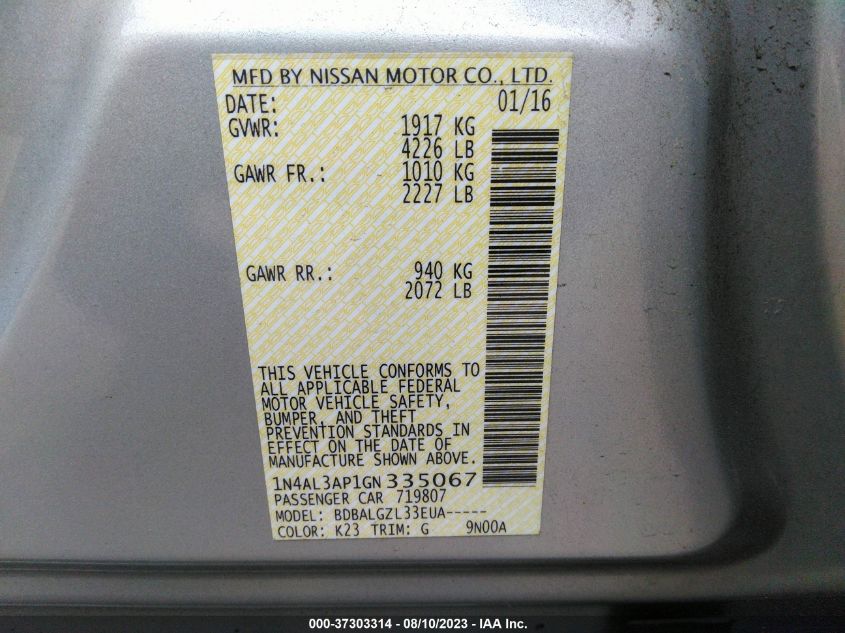 MFD BY NISSAN MOTOR CO., LTD.
DATE: 01/16
GVWR: 1917 KG
4226 LB
GAWR FR.: 1010 KG
2227 LB
GAWR RR.: 940 KG
2072 LB
THIS VEHICLE CONFORMS TO
ALL APPLICABLE FEDERAL
MOTOR VEHICLE SAFETY,
BUMPER, AND THEFT
PREVENTION STANDARDS IN
EFFECT ON THE DATE OF
MANUFACTURE SHOWN ABOVE.
1N4AL3AP1GN335067
PASSENGER CAR 719807
MODEL: BDBALGZL33EUA-----
COLOR: K23 TRIM: G 9N00A
000-37303314 - 08/10/2023 - IAA Inc.